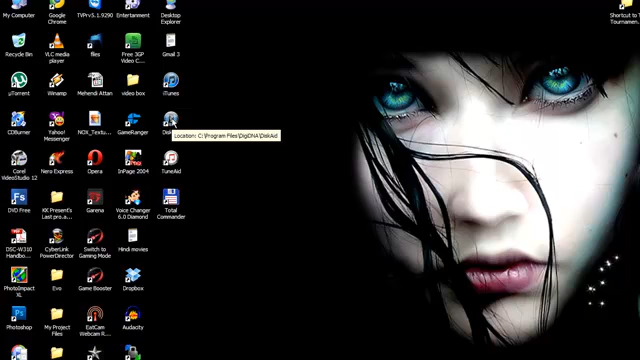 My Computer
Google
Chrome
TVPrv5.1.9290
Entertainment
Desktop
Explorer
Shortcut to
Recycle Bin
VLC media
player
files
Free 3GP
Video C...
Gmail 3
uTorrent
Winamp
Mehendi Attan
video box
iTunes
CDBurner
Yahoo!
Messenger
NOX_Textu...
GameRanger
Location: C:\Program Files\DigiDNA\DiskAid
Corel
VideoStudio 12
Nero Express
Opera
InPage 2004
TuneAid
DVD Free
KK Present's
Last pro.a...
Garena
Voice Changer
6.0 Diamond
Total
Commander
DSC-W310
Handbo...
CyberLink
PowerDirector
Switch to
Gaming Mode
Hindi movies
PhotoImpact
XL
Evo
Game Booster
Dropbox
Photoshop
My Project
Files
EatCam
Webcam R...
Audacity